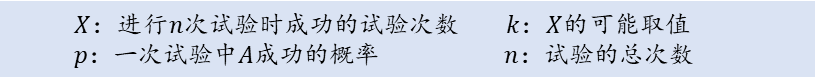 X：进行n次试验时成功的试验次数 k：X的可能取值
p：一次试验中A成功的概率 n：试验的总次数